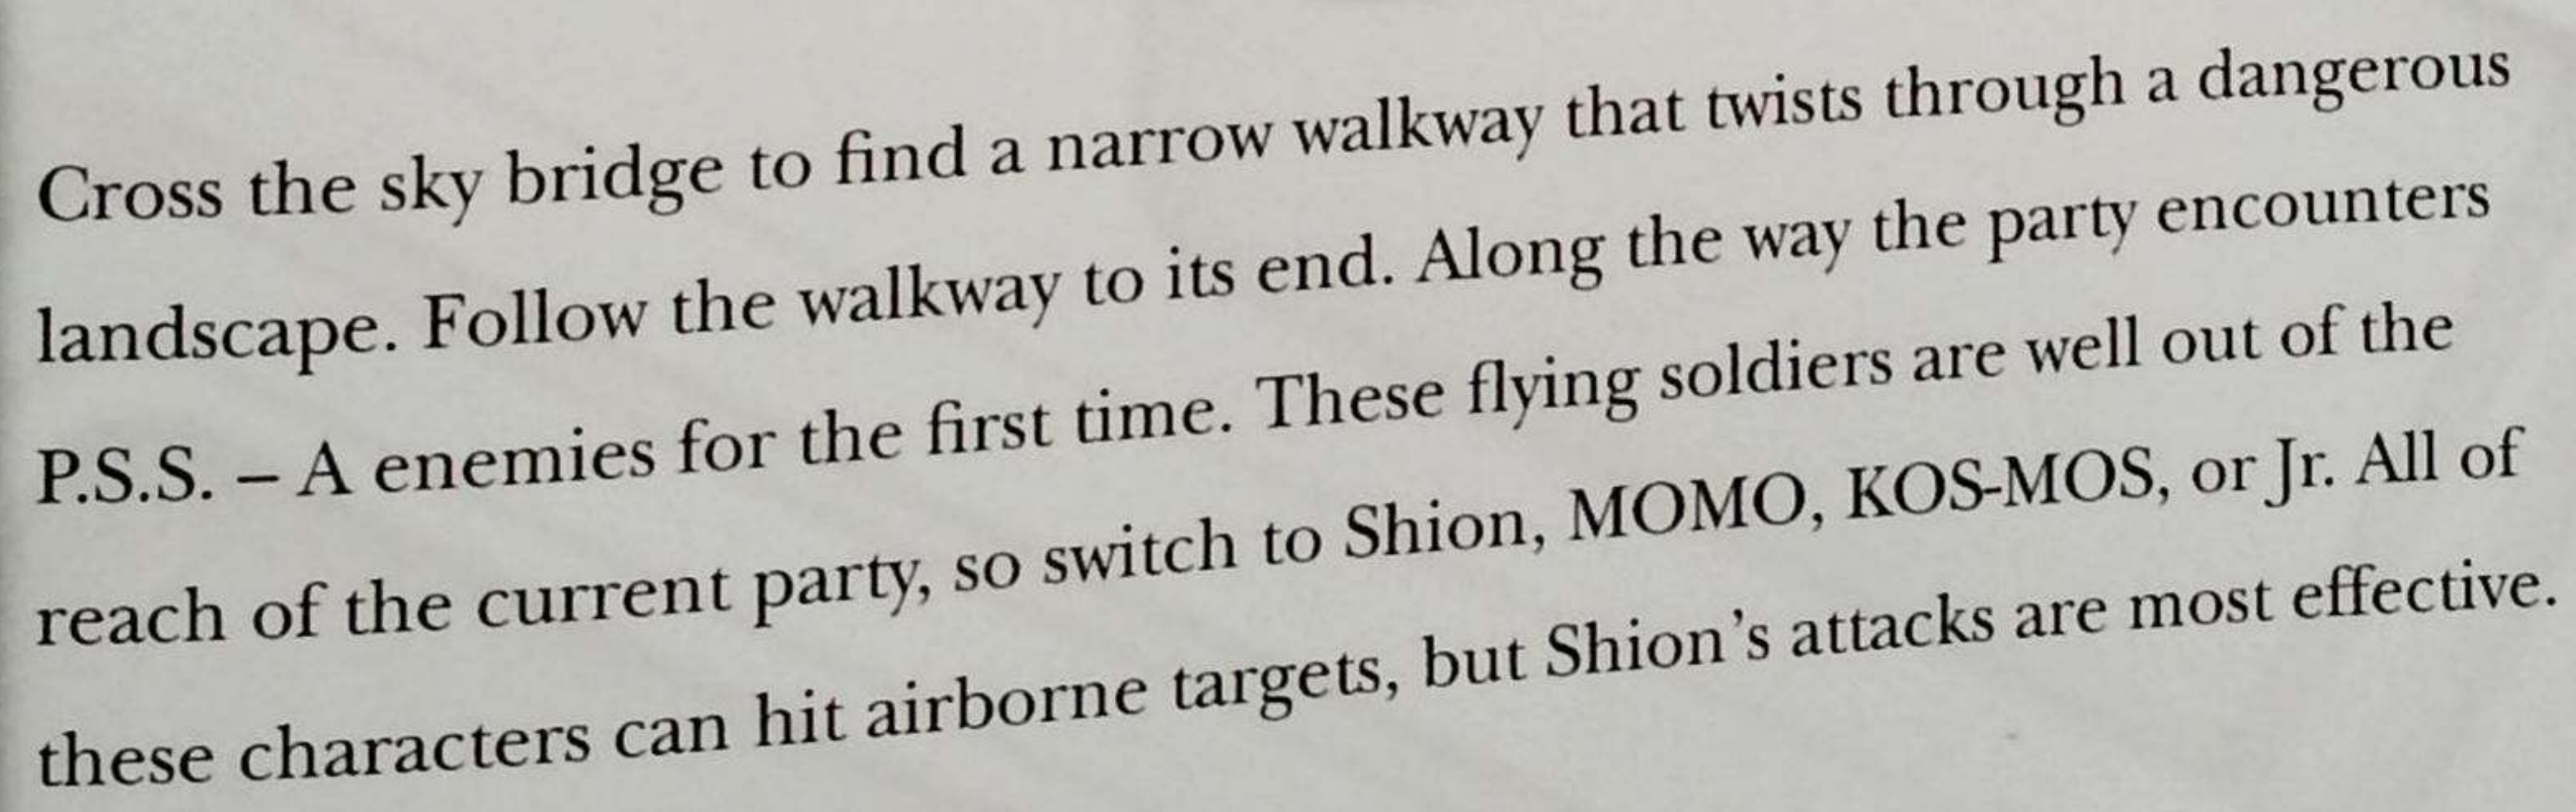 Cross the sky bridge to find a narrow walkway that twists through a dangerous
landscape. Follow the walkway to its end. Along the way the party encounters
P.S.S. – A enemies for the first time. These flying soldiers are well out of the
reach of the current party, so switch to Shion, MOMO, KOS-MOS, or Jr. All of
these characters can hit airborne targets, but Shion's attacks are most effective.